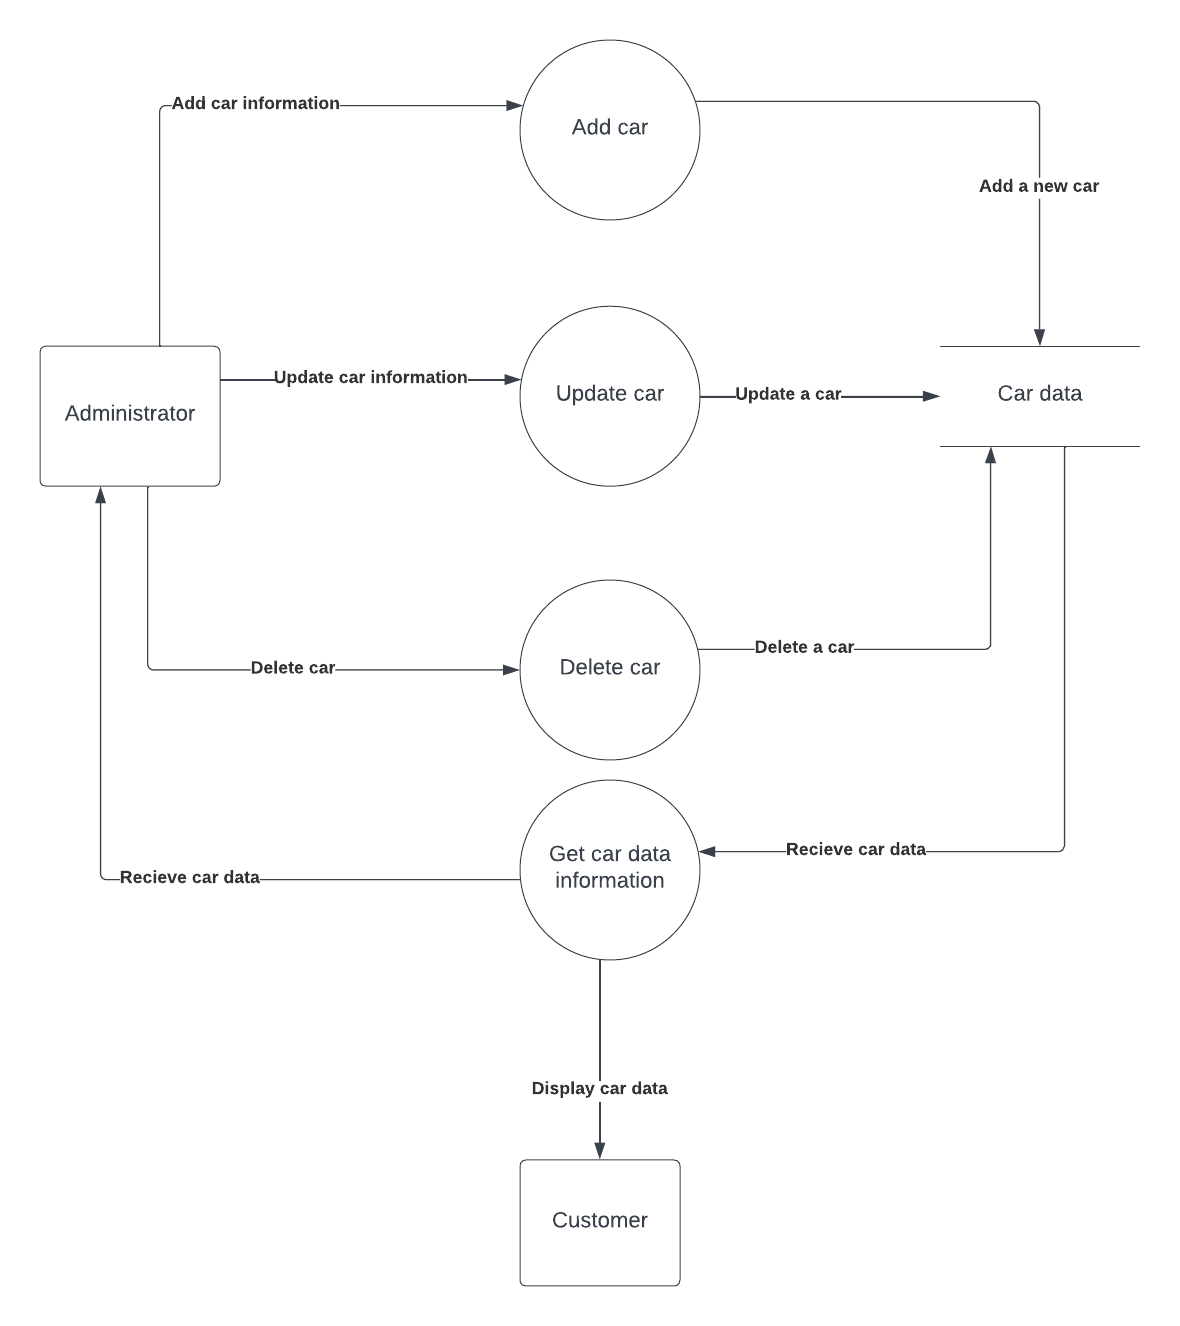 Add car information
Add car
Add a new car
Administrator
Update car information
Update car
Update a car
Car data
Delete car
Delete car
Delete a car
Get car data
information
Recieve car data
Recieve car data
Display car data
Customer